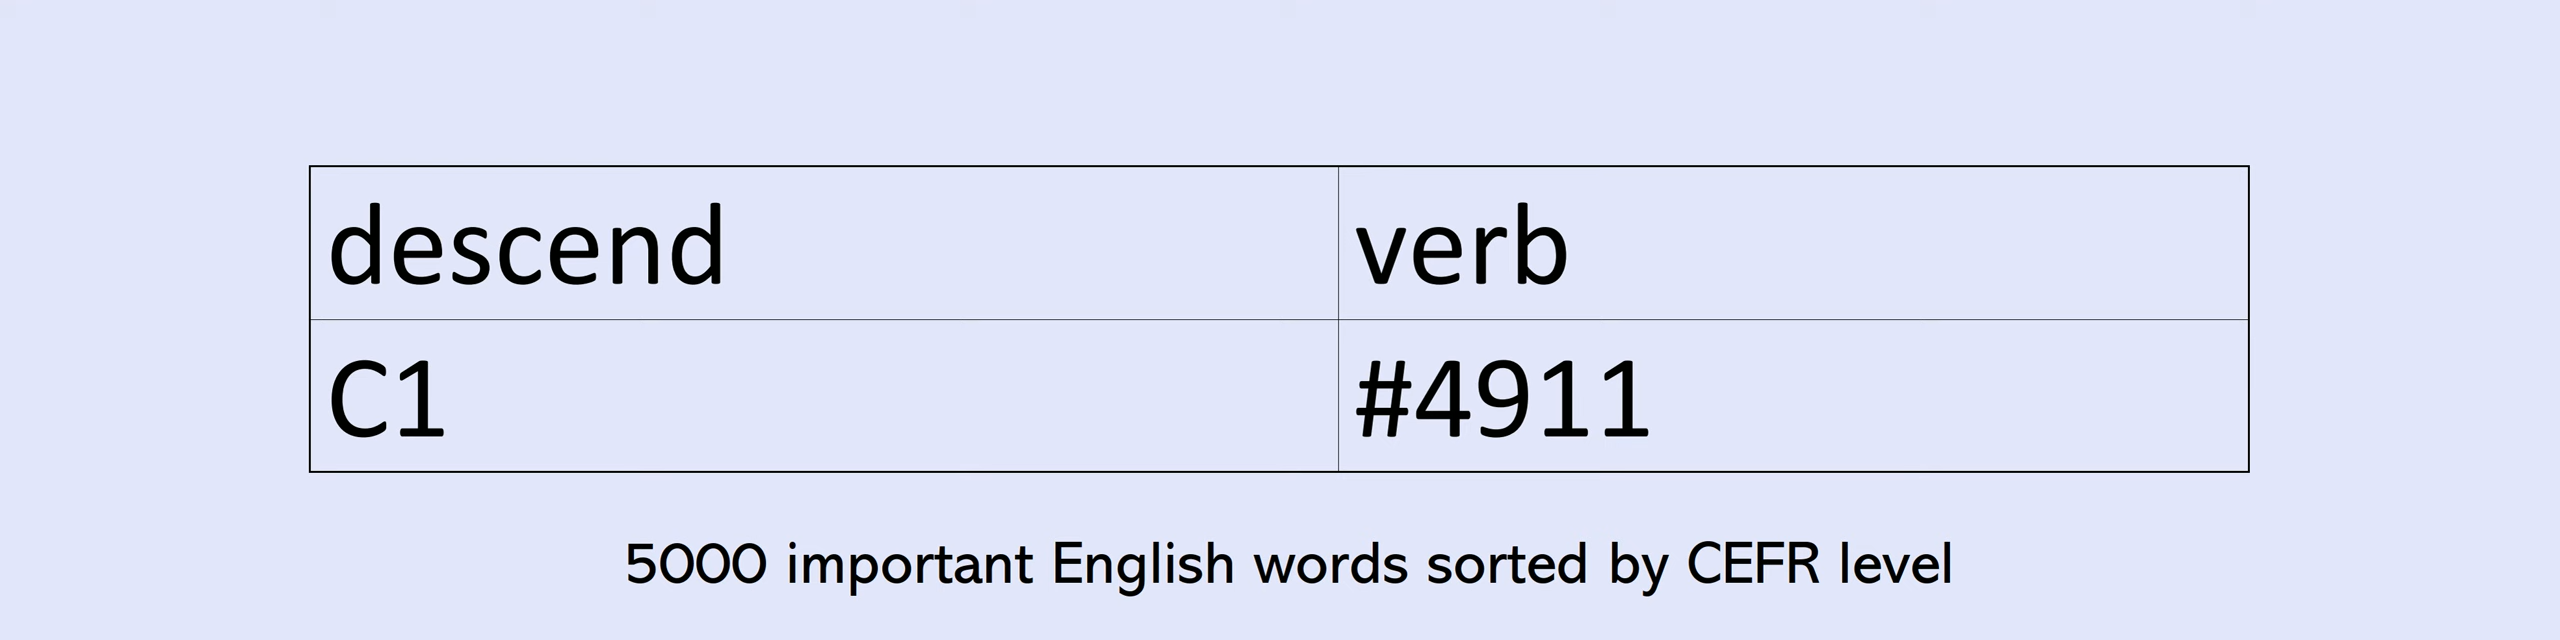 descend verb
C1 #4911
5000 important English words sorted by CEFR level